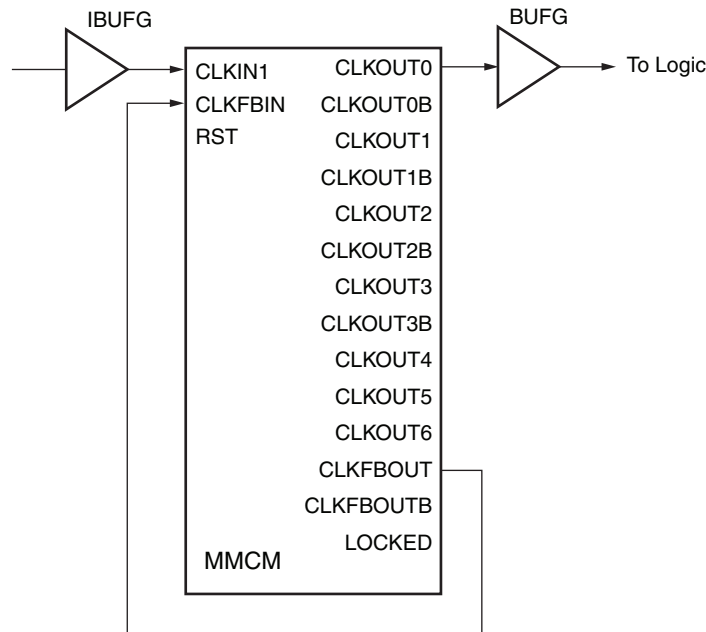 IBUFG
BUFG
CLKIN1
CLKFBIN
RST
CLKOUT0
CLKOUT0B
CLKOUT1
CLKOUT1B
CLKOUT2
CLKOUT2B
CLKOUT3
CLKOUT3B
CLKOUT4
CLKOUT5
CLKOUT6
CLKFBOUT
CLKFBOUTB
LOCKED
MMCM
To Logic